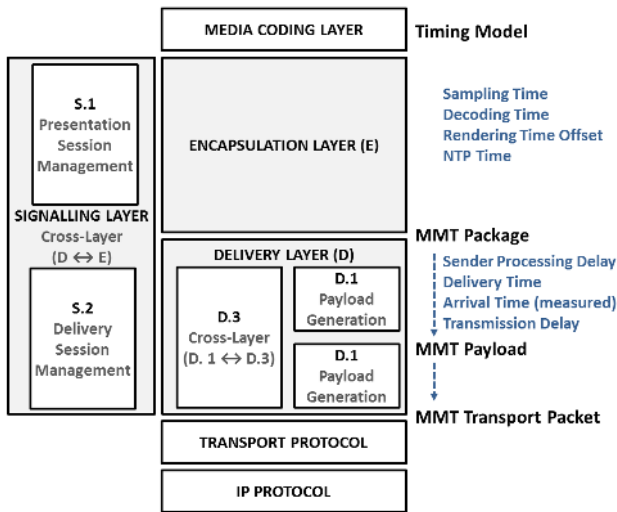 MEDIA CODING LAYER
Timing Model
S.1
Presentation
Session
Management
SIGNALLING LAYER
Cross-Layer
(D ↔ E)
S.2
Delivery
Session
Management
ENCAPSULATION LAYER (E)
Sampling Time
Decoding Time
Rendering Time Offset
NTP Time
MMT Package
DELIVERY LAYER (D)
D.3
Cross-Layer
(D. 1 ↔ D.3)
D.1
Payload
Generation
D.1
Payload
Generation
Sender Processing Delay
Delivery Time
Arrival Time (measured)
Transmission Delay
MMT Payload
MMT Transport Packet
TRANSPORT PROTOCOL
IP PROTOCOL